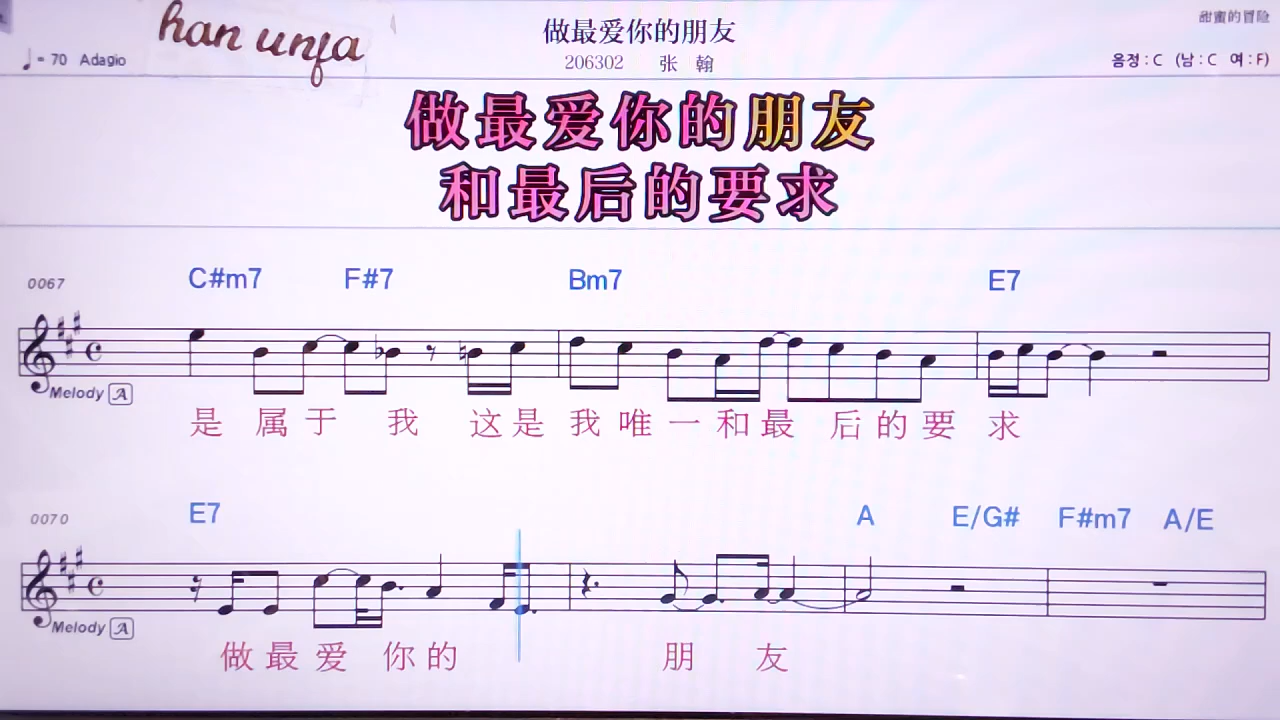 han unfa
做最爱你的朋友
甜蜜的冒险
♩= 70 Adagio
206302 张 翰
음정 : C (남 : C 여 : F)
做最爱你的朋友
和最后的要求
0067 C#m7 F#7 Bm7 E7
Melody A
是 属 于 我 这 是 我 唯 一 和 最 后 的 要 求
0070 E7 A E/G# F#m7 A/E
Melody A
做 最 爱 你 的 朋 友